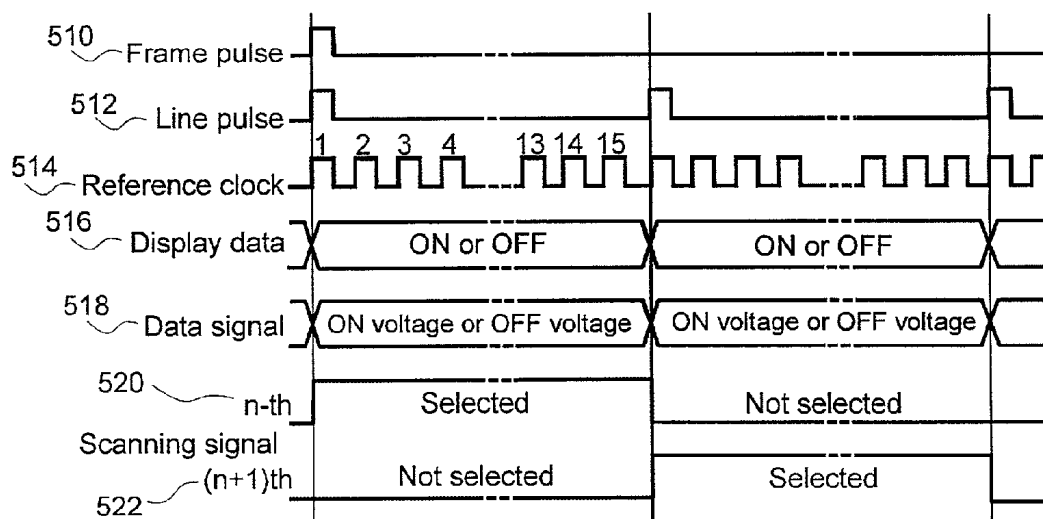 510 Frame pulse
512 Line pulse
1 2 3 4 13 14 15
514 Reference clock
516 Display data ON or OFF ON or OFF
518 Data signal ON voltage or OFF voltage ON voltage or OFF voltage
520 n-th Selected Not selected
Scanning signal
522 (n+1)th Not selected Selected